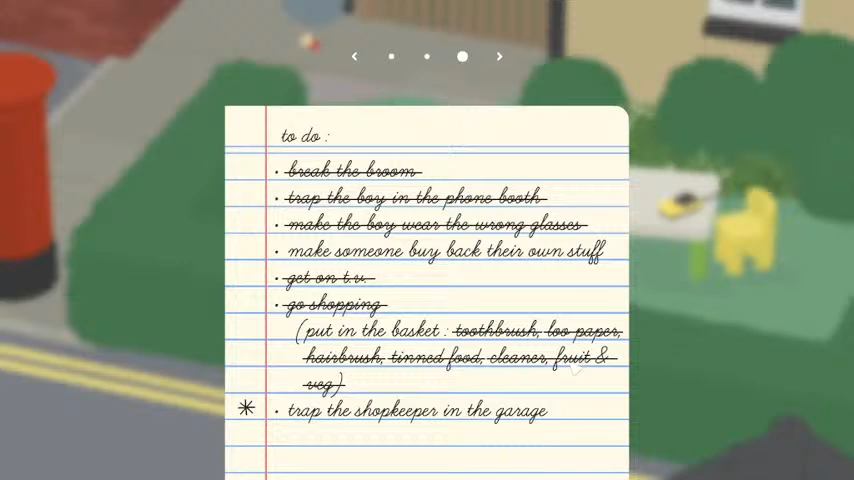 to do :
• break the broom
• trap the boy in the phone booth
• make the boy wear the wrong glasses
• make someone buy back their own stuff
• get on t.v.
• go shopping
(put in the basket : toothbrush, loo paper,
hairbrush, tinned food, cleaner, fruit &
veg)
• trap the shopkeeper in the garage